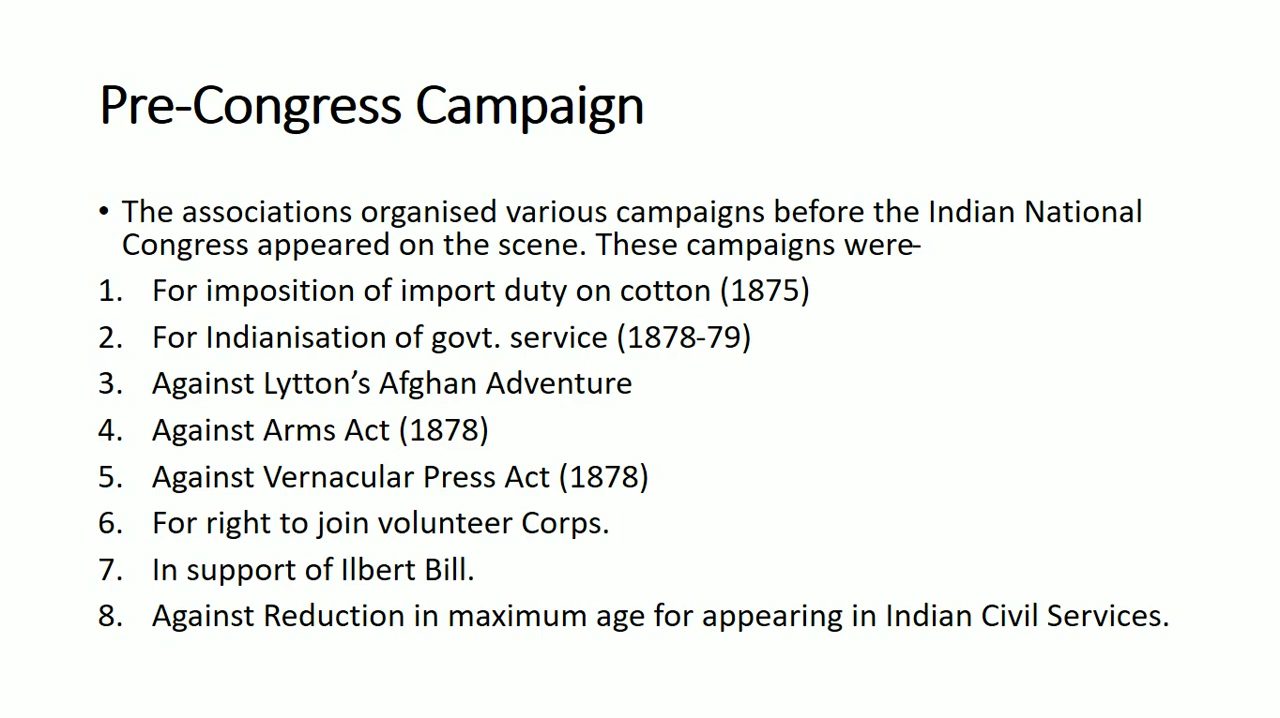 Pre-Congress Campaign
• The associations organised various campaigns before the Indian National
Congress appeared on the scene. These campaigns were-
1. For imposition of import duty on cotton (1875)
2. For Indianisation of govt. service (1878-79)
3. Against Lytton’s Afghan Adventure
4. Against Arms Act (1878)
5. Against Vernacular Press Act (1878)
6. For right to join volunteer Corps.
7. In support of Ilbert Bill.
8. Against Reduction in maximum age for appearing in Indian Civil Services.